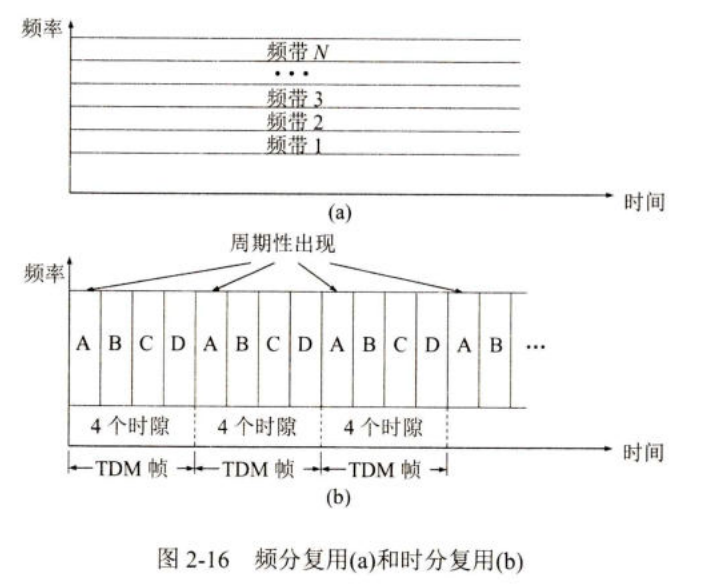 频率
频带 N
•••
频带 3
频带 2
频带 1
时间
(a)
周期性出现
频率
A B C D A B C D A B C D A B …
4 个时隙 4 个时隙 4 个时隙
时间
TDM 帧 TDM 帧 TDM 帧
(b)
图 2-16 频分复用(a)和时分复用(b)